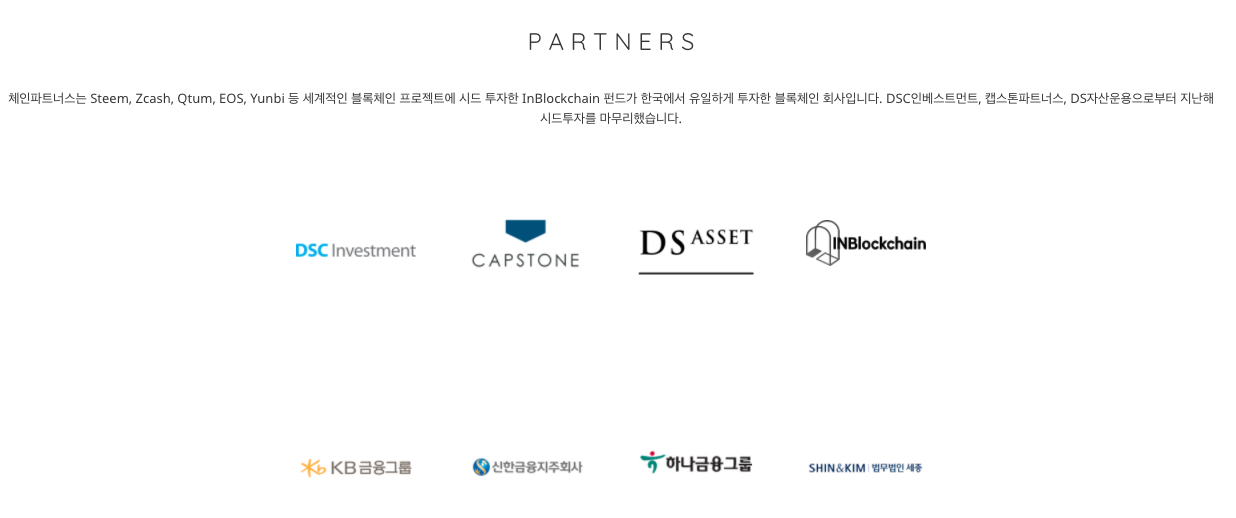 PARTNERS
체인파트너스는 Steem, Zcash, Qtum, EOS, Yunbi 등 세계적인 블록체인 프로젝트에 시드 투자한 InBlockchain 펀드가 한국에서 유일하게 투자한 블록체인 회사입니다. DSC인베스트먼트, 캡스톤파트너스, DS자산운용으로부터 지난해
시드투자를 마무리했습니다.
DSC Investment
CAPSTONE
DS ASSET
INBlockchain
KB 금융그룹
신한금융지주회사
하나금융그룹
SHIN&KIM | 법무법인 세종